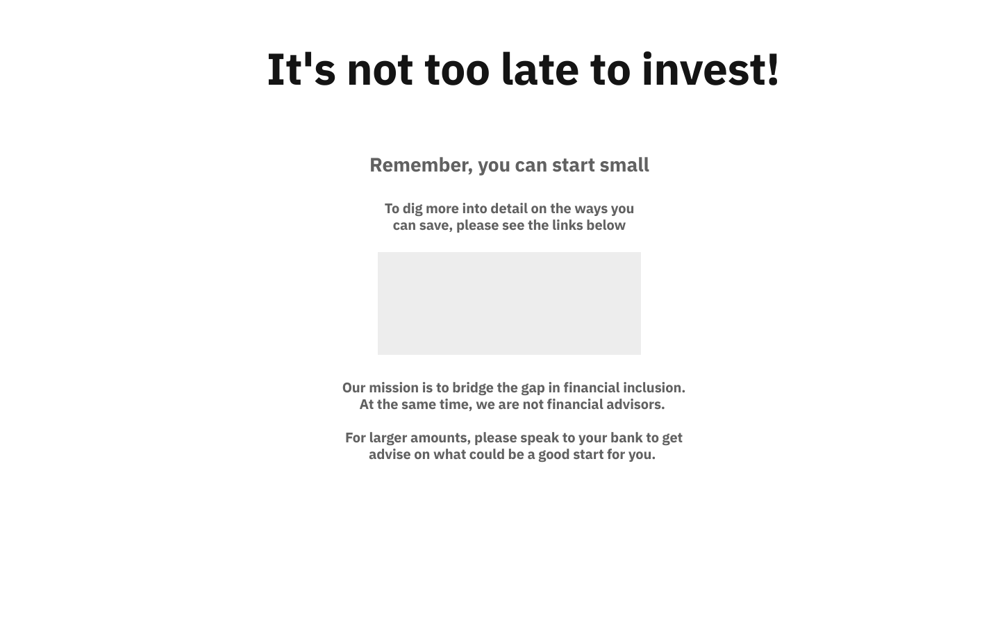 It's not too late to invest!
Remember, you can start small
To dig more into detail on the ways you
can save, please see the links below
Our mission is to bridge the gap in financial inclusion.
At the same time, we are not financial advisors.
For larger amounts, please speak to your bank to get
advise on what could be a good start for you.